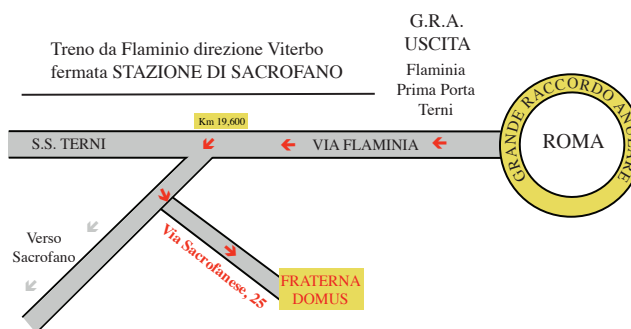 G.R.A.
USCITA
Flaminia
Prima Porta
Terni
Treno da Flaminio direzione Viterbo
fermata STAZIONE DI SACROFANO
Km 19,600
S.S. TERNI
VIA FLAMINIA
GRANDE RACCORDO ANULARE
ROMA
Verso
Sacrofano
Via Sacrofanese, 25
FRATERNA
DOMUS